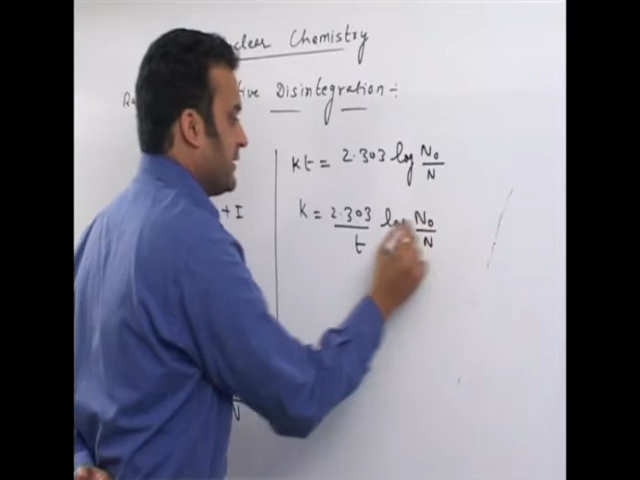 Chemistry
Disintegration :-
+ I
Kt = 2.303 log N₀/N
K = 2.303/t log N₀/N
N